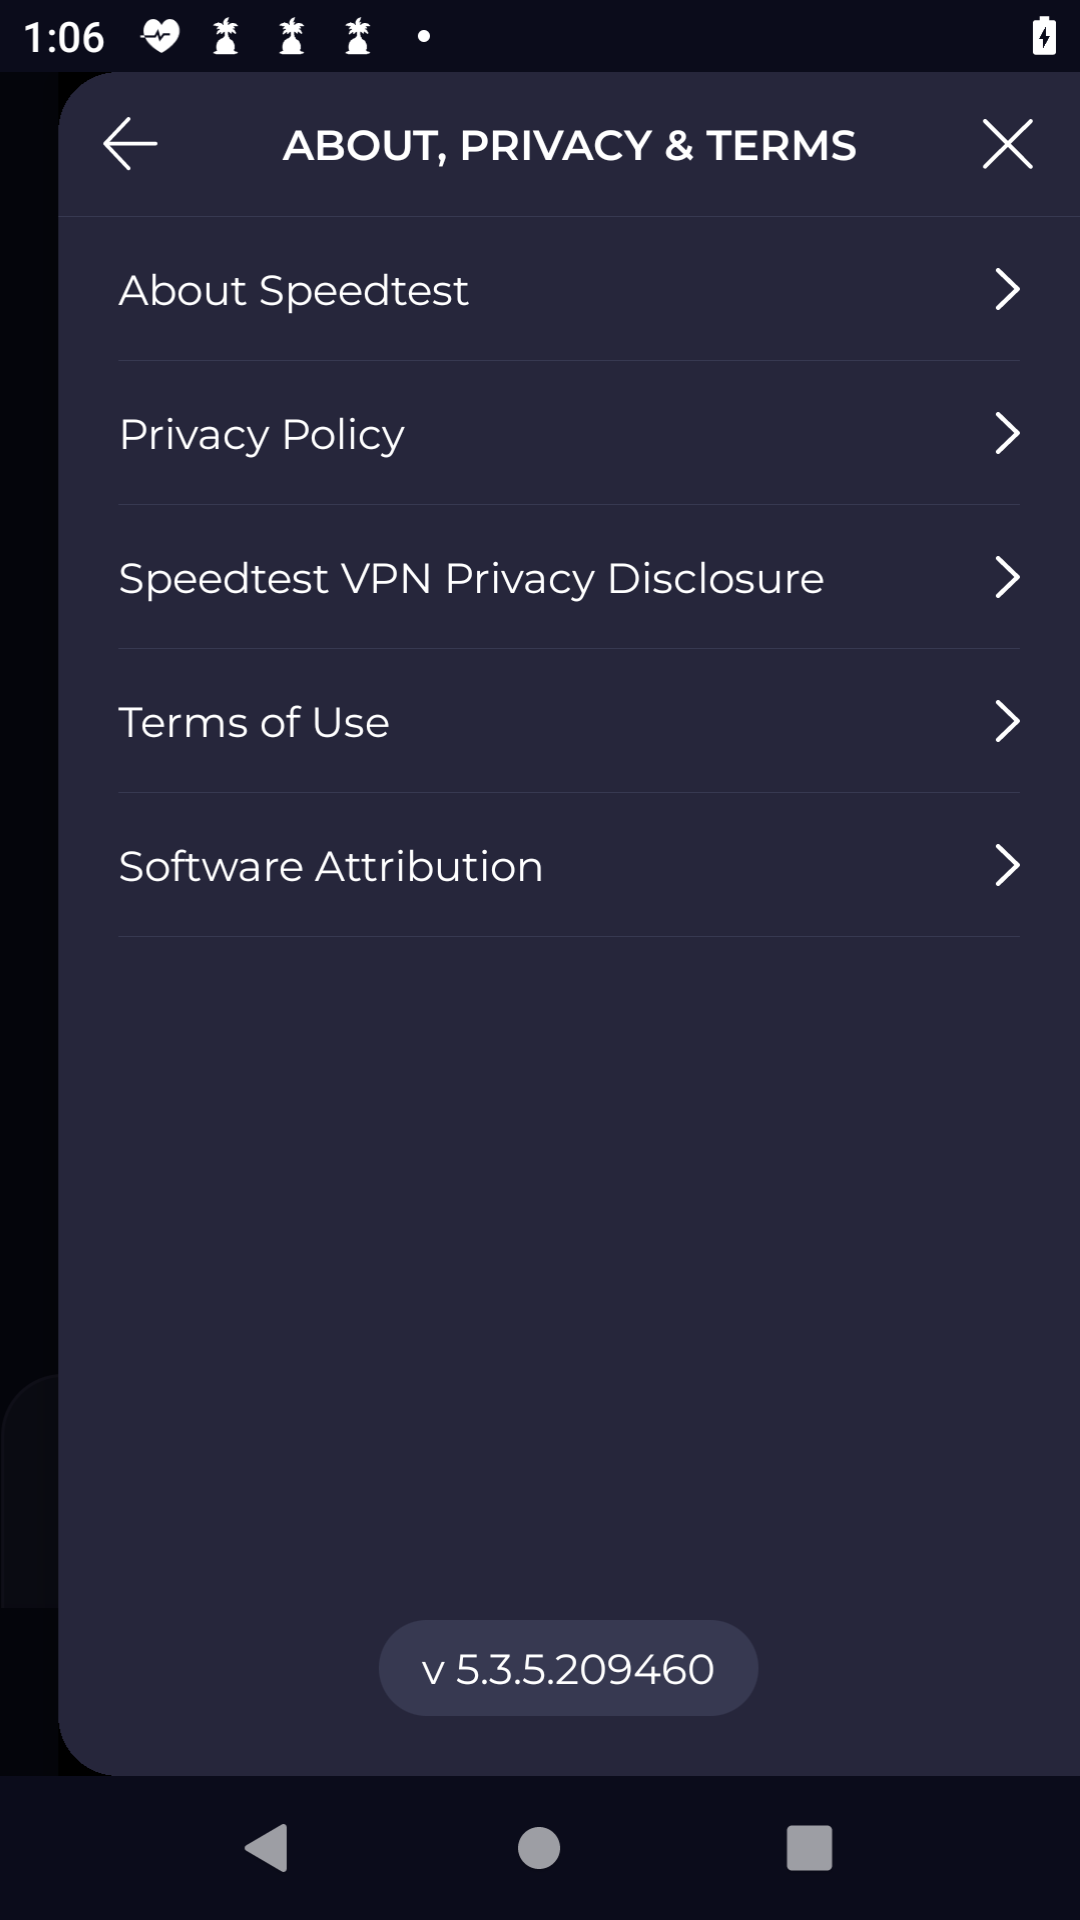 1:06
ABOUT, PRIVACY & TERMS
About Speedtest
Privacy Policy
Speedtest VPN Privacy Disclosure
Terms of Use
Software Attribution
v 5.3.5.209460